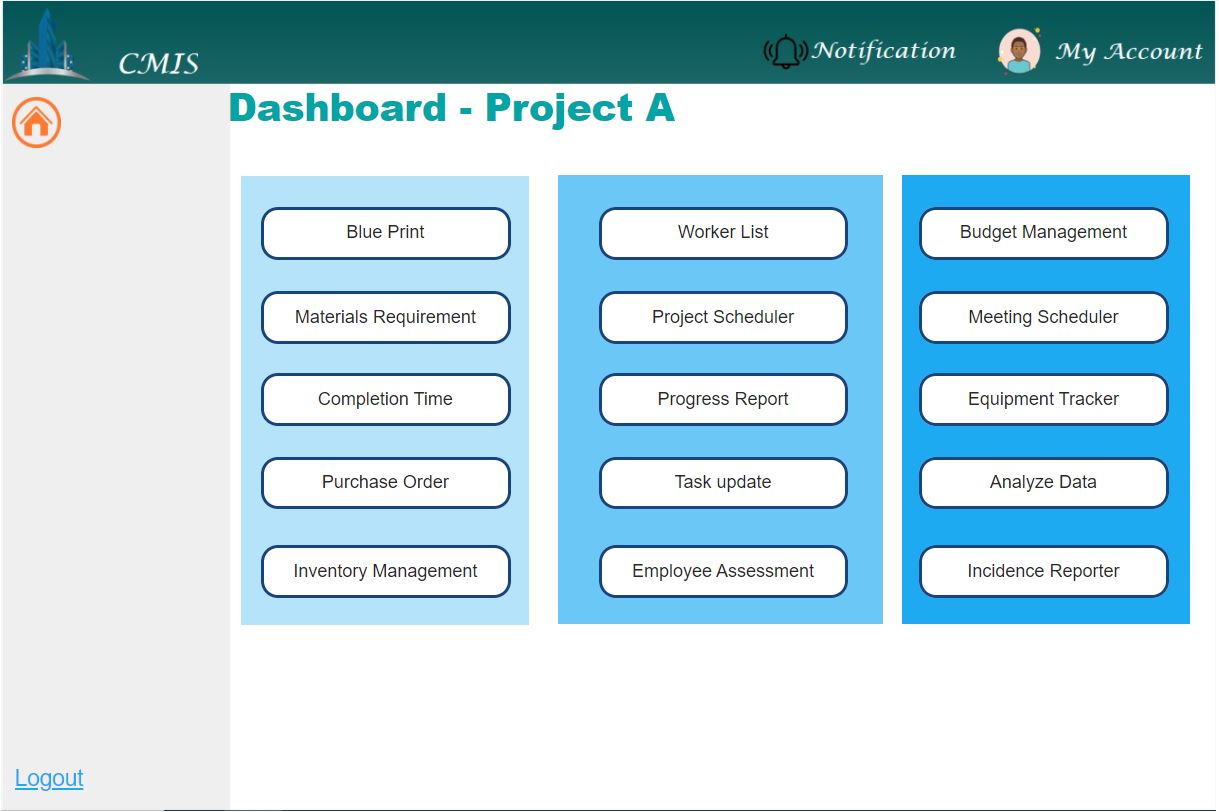 CMIS
Notification
My Account
Dashboard - Project A
Blue Print
Materials Requirement
Completion Time
Purchase Order
Inventory Management
Worker List
Project Scheduler
Progress Report
Task update
Employee Assessment
Budget Management
Meeting Scheduler
Equipment Tracker
Analyze Data
Incidence Reporter
Logout